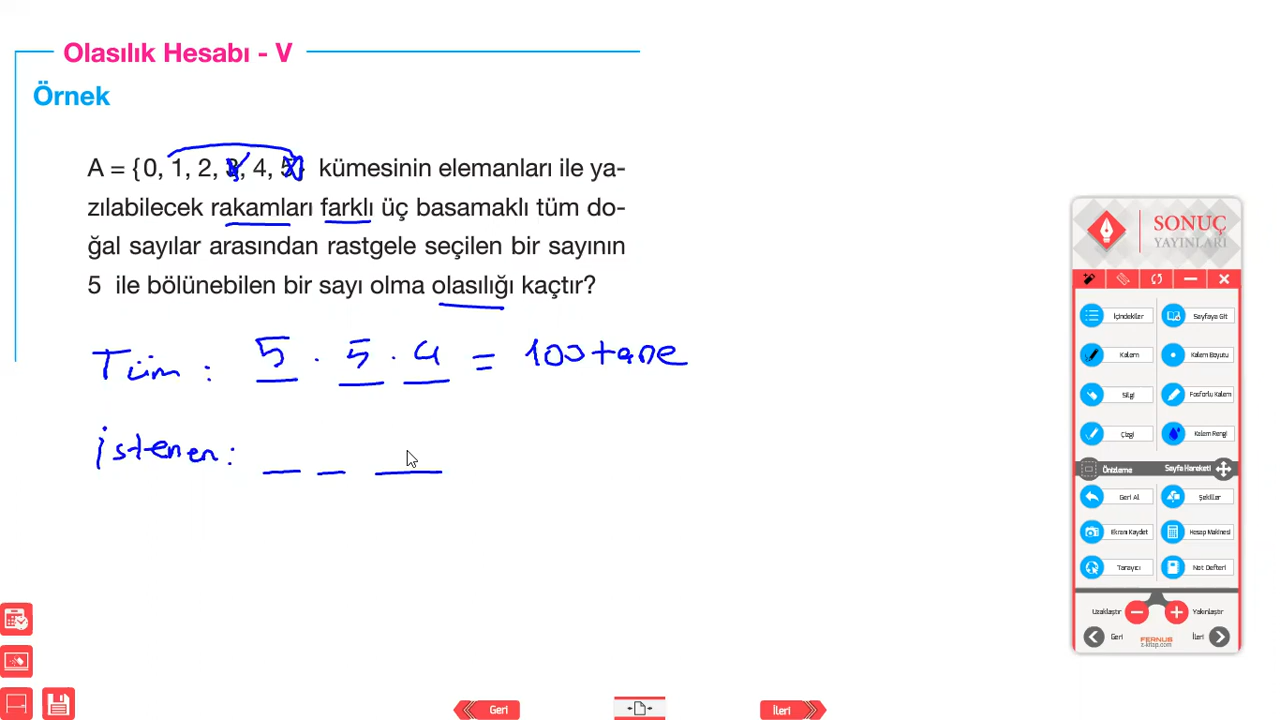 Olasılık Hesabı - V
Örnek
A = {0, 1, 2, 3, 4, 5} kümesinin elemanları ile ya-
zılabilecek rakamları farklı üç basamaklı tüm do-
ğal sayılar arasından rastgele seçilen bir sayının
5 ile bölünebilen bir sayı olma olasılığı kaçtır?
Tüm : 5 . 5 . 4 = 100 tane
İstenen :
SONUÇ
YAYINLARI
İçindekiler
Sayfaya Git
Kalem
Kalem Boyutu
Silgi
Fosforlu Kalem
Çizgi
Kalem Rengi
Önizleme
Sayfa Hareketi
Geri Al
Şekiller
Ekran Kaydet
Hesap Makinesi
Tarayıcı
Not Defteri
Uzaklaştır
Yakınlaştır
Geri
FERNUS
z-kitap.com
İleri
Geri
İleri